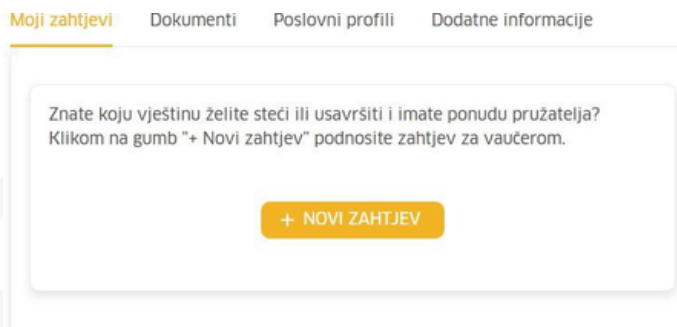 Moji zahtjevi Dokumenti Poslovni profili Dodatne informacije
Znate koju vještinu želite steći ili usavršiti i imate ponudu pružatelja?
Klikom na gumb "+ Novi zahtjev" podnosite zahtjev za vaučerom.
+ NOVI ZAHTJEV